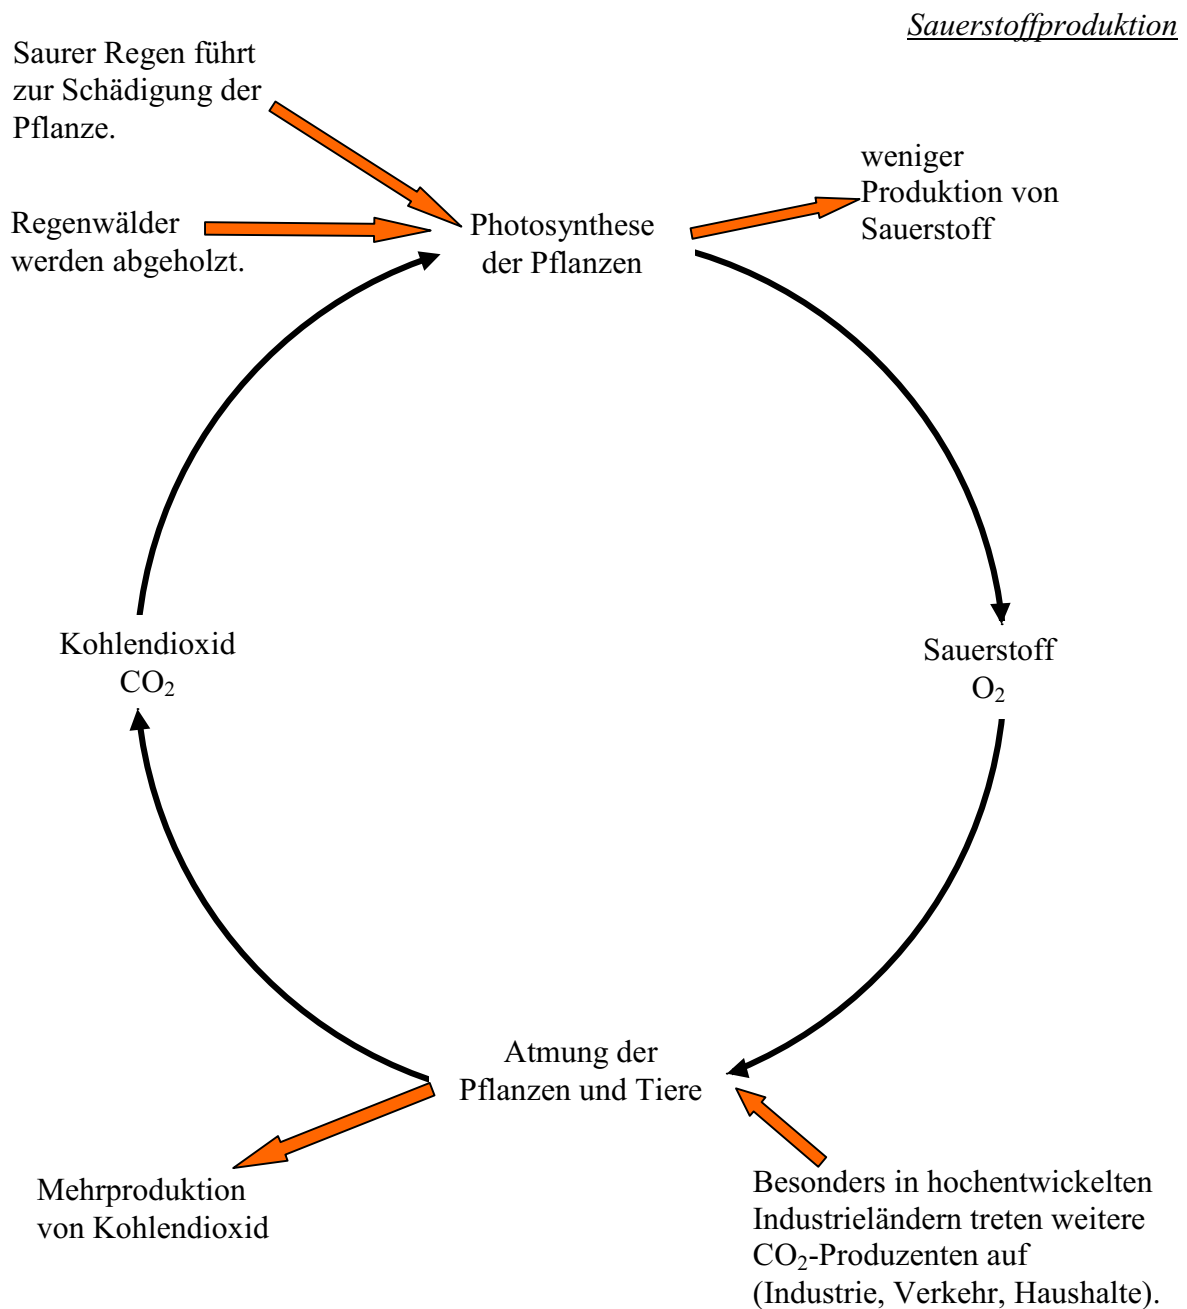 Sauerstoffproduktion
Saurer Regen führt
zur Schädigung der
Pflanze.
weniger
Produktion von
Sauerstoff
Regenwälder
werden abgeholzt.
Photosynthese
der Pflanzen
Kohlendioxid
CO₂
Sauerstoff
O₂
Atmung der
Pflanzen und Tiere
Mehrproduktion
von Kohlendioxid
Besonders in hochentwickelten
Industrieländern treten weitere
CO₂-Produzenten auf
(Industrie, Verkehr, Haushalte).